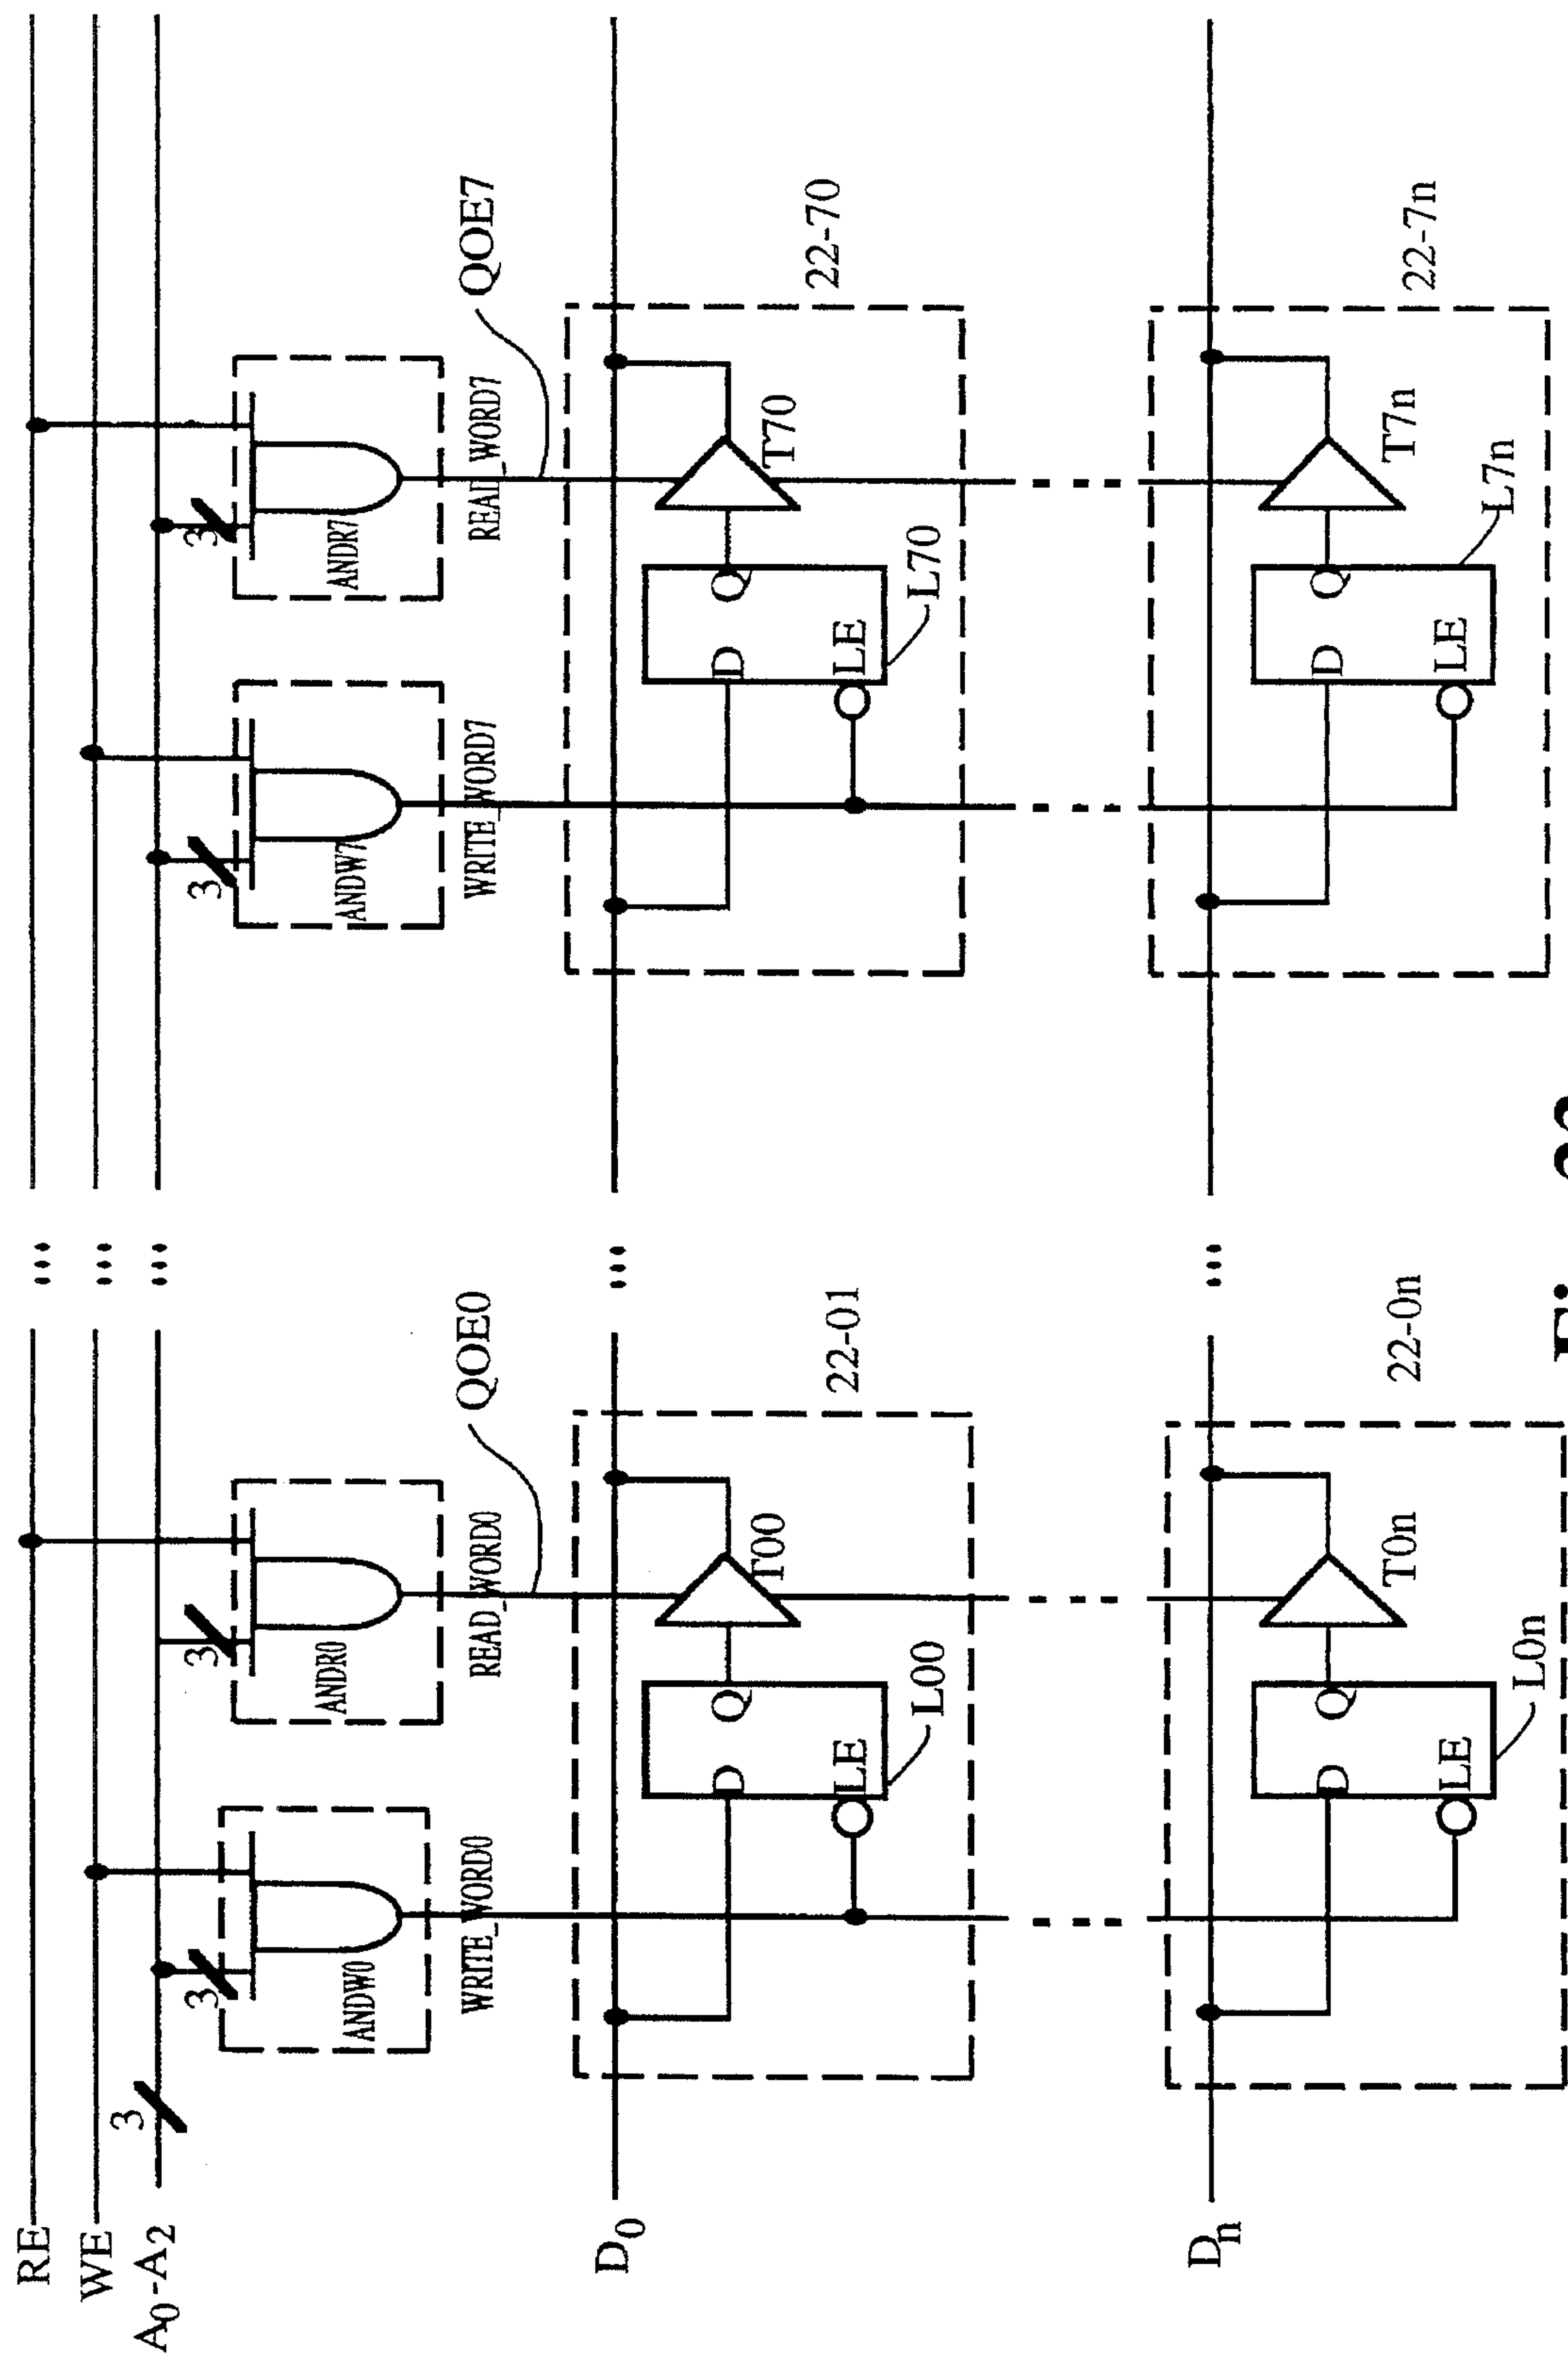 RE
WE
A0-A2
3
3
3
3
3
ANDW0
ANDR0
ANDW7
ANDR7
WRITE_WORD0
READ_WORD0
QOE0
WRITE_WORD7
READ_WORD7
QOE7
D0
D
Q
LE
L00
T00
22-01
D
Q
LE
L70
T70
22-70
Dn
D
Q
LE
L0n
T0n
22-0n
D
Q
LE
L7n
T7n
22-7n